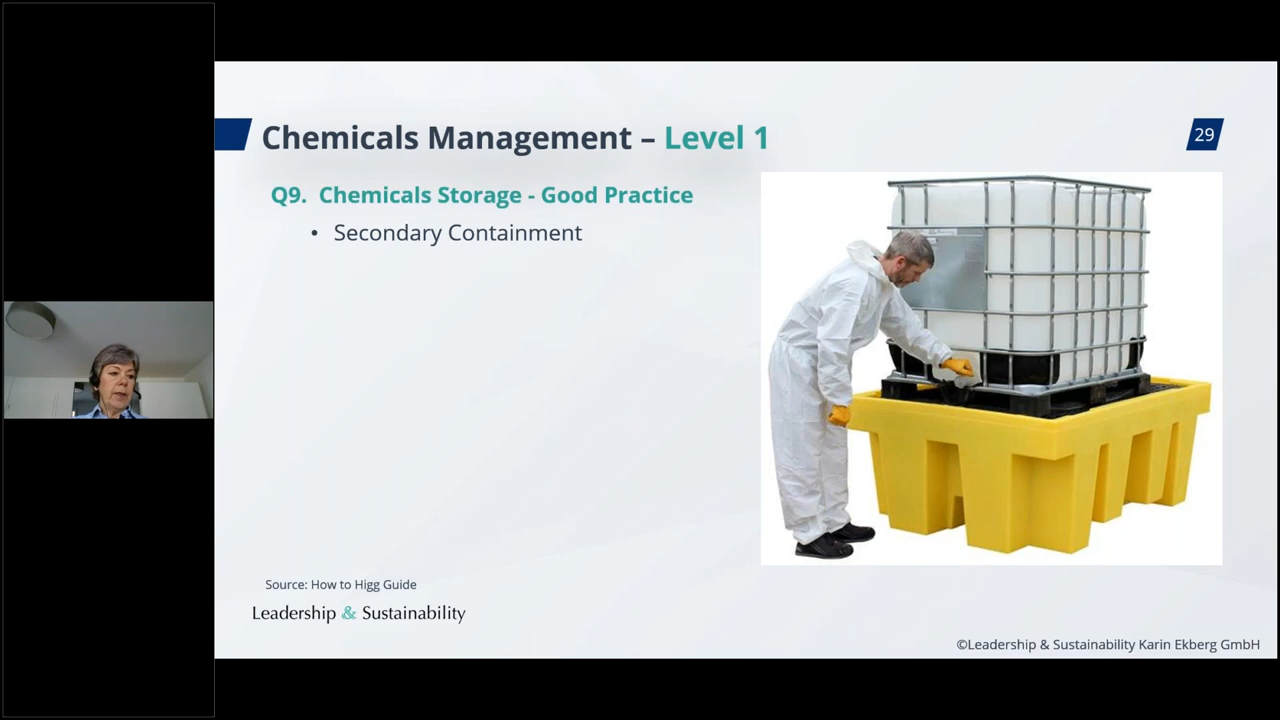 Chemicals Management – Level 1
29
Q9. Chemicals Storage - Good Practice
• Secondary Containment
Source: How to Higg Guide
Leadership & Sustainability
©Leadership & Sustainability Karin Ekberg GmbH